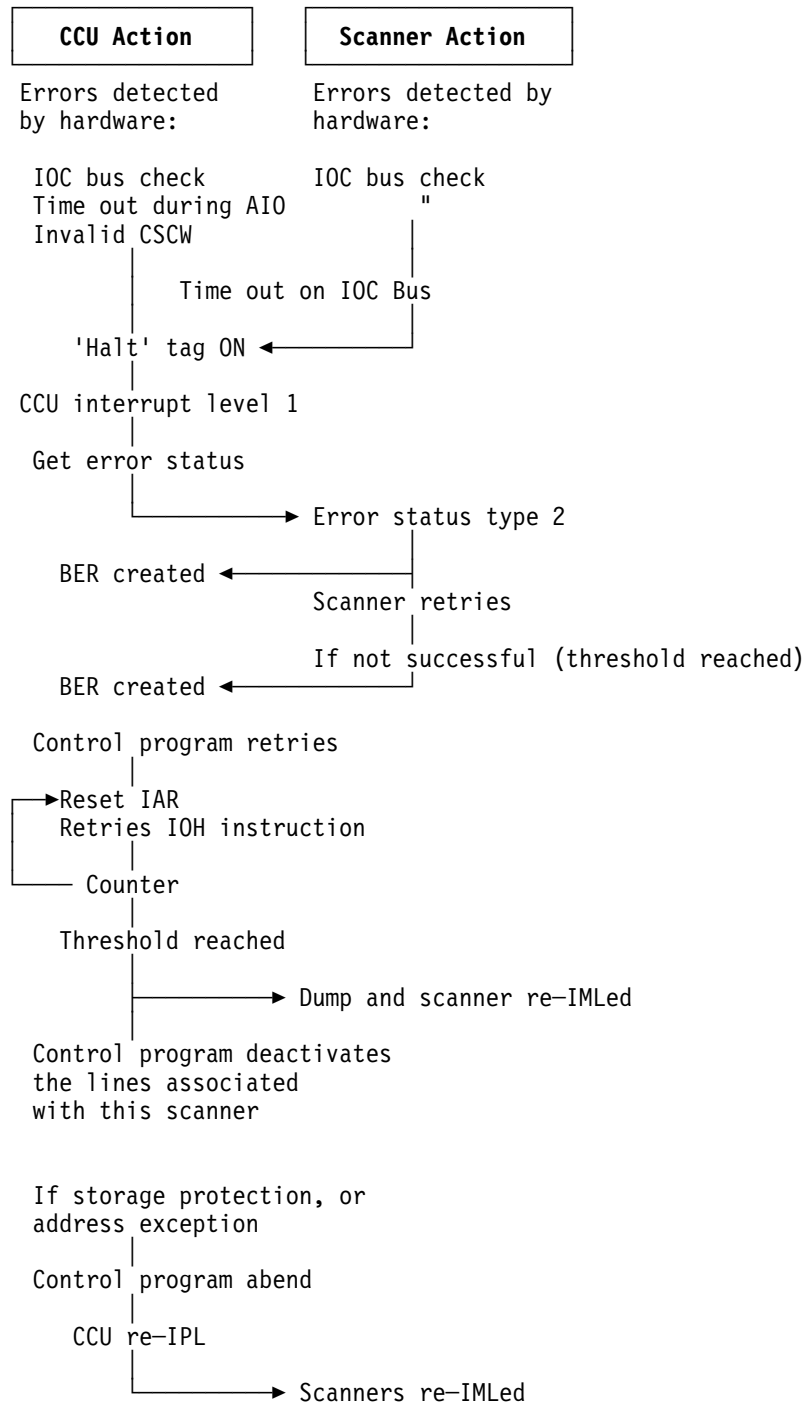 CCU Action
Scanner Action
Errors detected
by hardware:
Errors detected by
hardware:
IOC bus check
Time out during AIO
Invalid CSCW
IOC bus check
"
Time out on IOC Bus
'Halt' tag ON
CCU interrupt level 1
Get error status
Error status type 2
BER created
Scanner retries
If not successful (threshold reached)
BER created
Control program retries
Reset IAR
Retries IOH instruction
Counter
Threshold reached
Dump and scanner re-IMLed
Control program deactivates
the lines associated
with this scanner
If storage protection, or
address exception
Control program abend
CCU re-IPL
Scanners re-IMLed